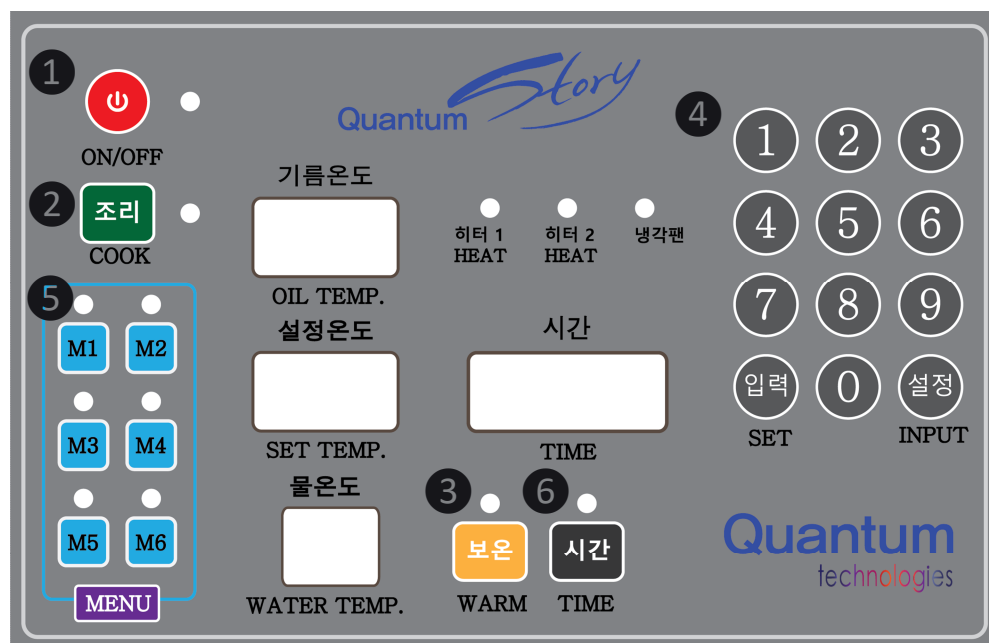 1
ON/OFF
2
조리
COOK
5
M1 M2
M3 M4
M5 M6
MENU
Quantum Story
기름온도
OIL TEMP.
설정온도
SET TEMP.
물온도
WATER TEMP.
히터 1
HEAT
히터 2
HEAT
냉각팬
시간
TIME
3
보온
WARM
6
시간
TIME
4
1 2 3
4 5 6
7 8 9
입력 0 설정
SET INPUT
Quantum
technologies